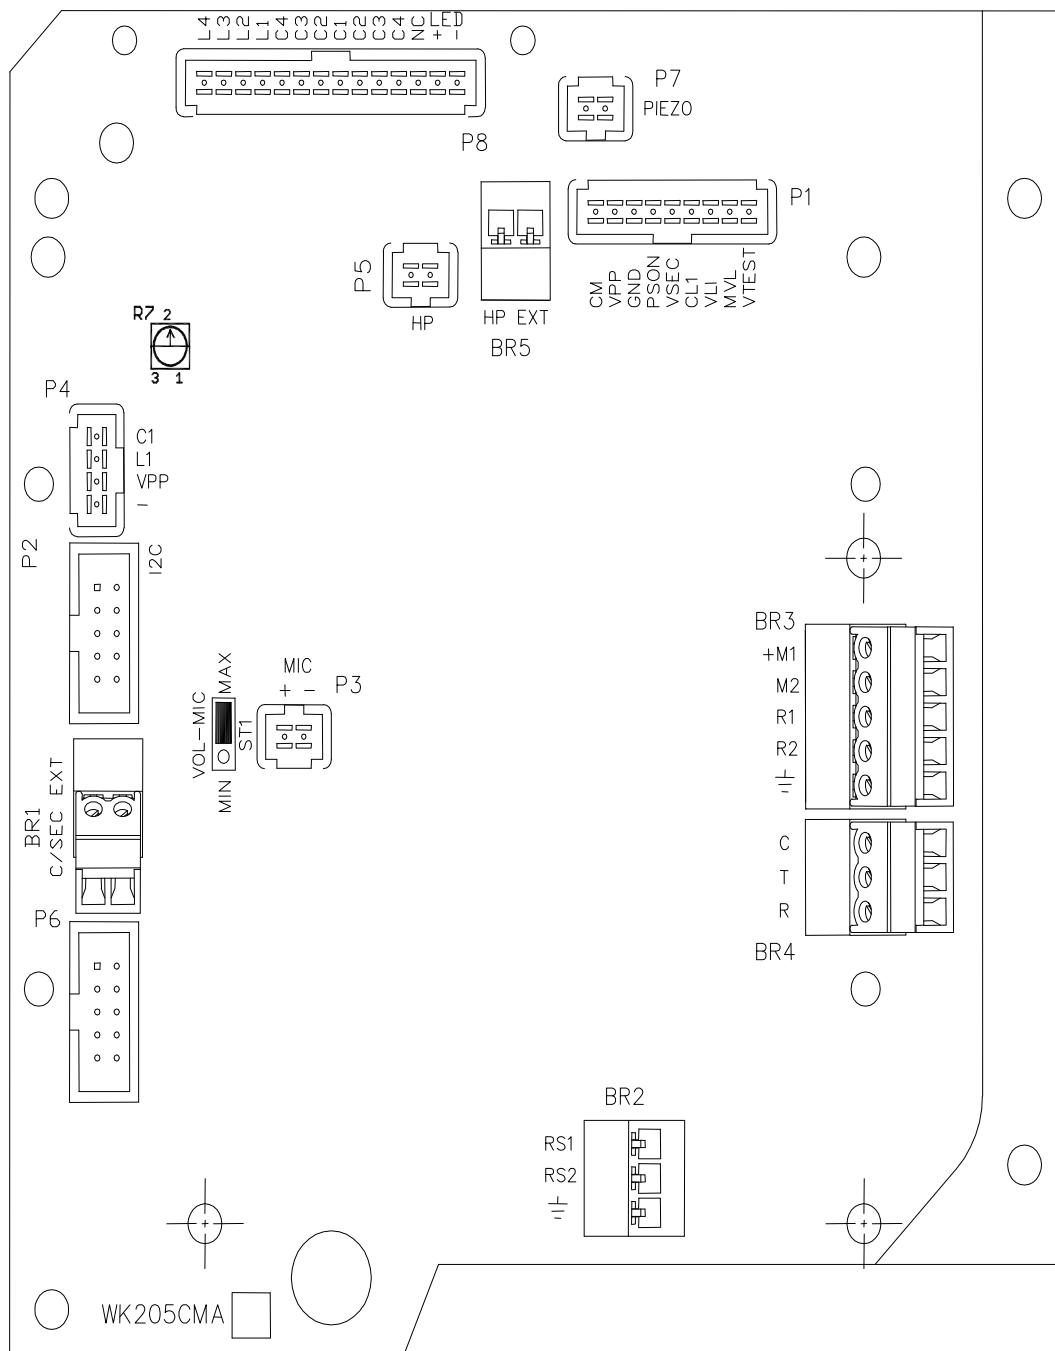 L4
L3
L2
L1
C4
C3
C2
C1
C2
C3
C4
NC
LED
+ -
P8
P7
PIEZO
P1
CM
VPP
GND
PSON
VSEC
CL1
VLI
MVL
VTEST
P5
HP
HP EXT
BR5
R7 2
3 1
P4
C1
L1
VPP
-
P2
I2C
MIC
+ -
P3
VOL-MIC
MAX
MIN
ST1
BR1
C/SEC EXT
P6
BR3
+M1
M2
R1
R2
C
T
R
BR4
BR2
RS1
RS2
WK205CMA